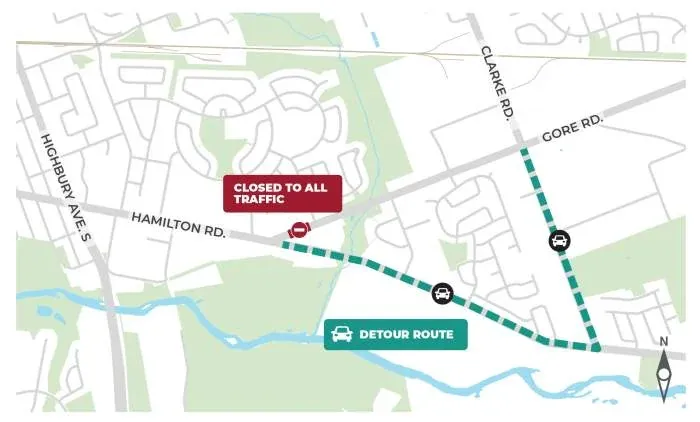 CLARKE RD.
GORE RD.
HIGHBURY AVE. S
CLOSED TO ALL
TRAFFIC
HAMILTON RD.
DETOUR ROUTE
N